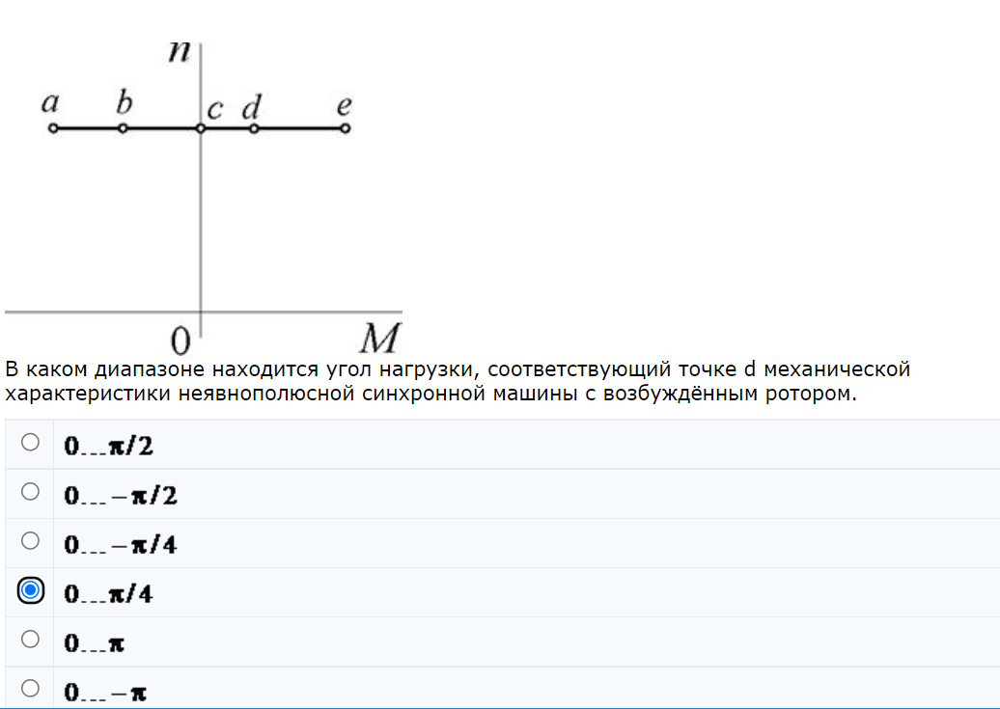 n
a b c d e
0 M
В каком диапазоне находится угол нагрузки, соответствующий точке d механической
характеристики неявнополюсной синхронной машины с возбуждённым ротором.
0...π/2
0...−π/2
0...−π/4
0...π/4
0...π
0...−π